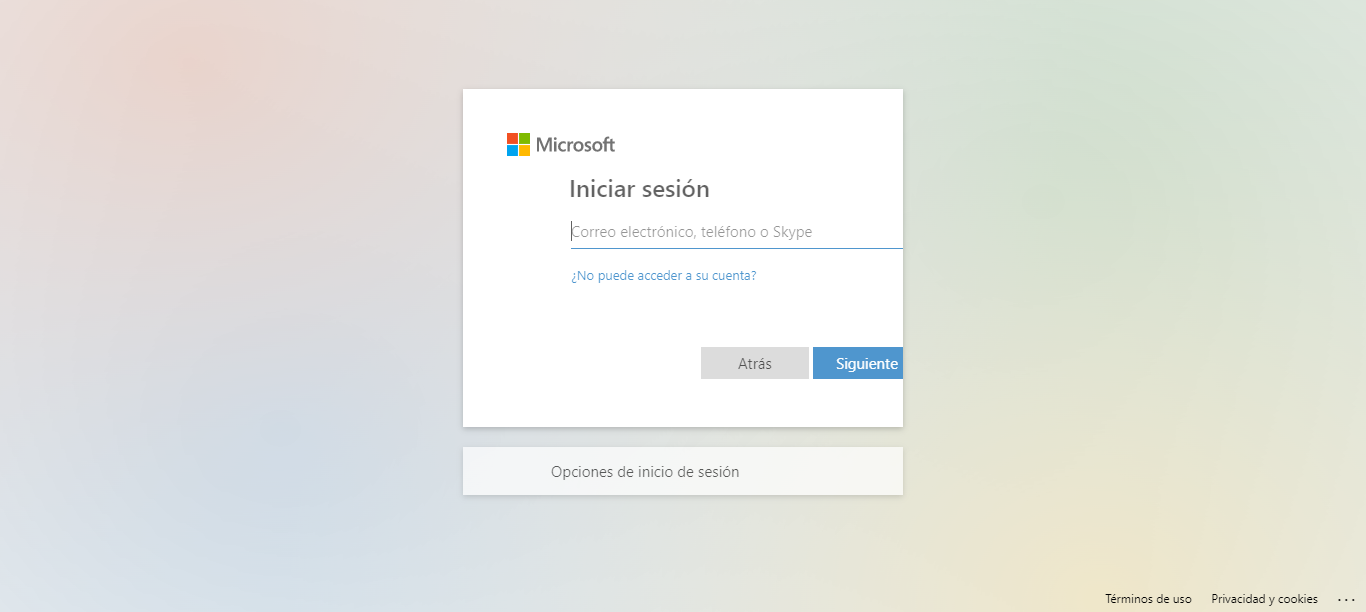 Microsoft
Iniciar sesión
Correo electrónico, teléfono o Skype
¿No puede acceder a su cuenta?
Atrás Siguiente
Opciones de inicio de sesión
Términos de uso Privacidad y cookies ...